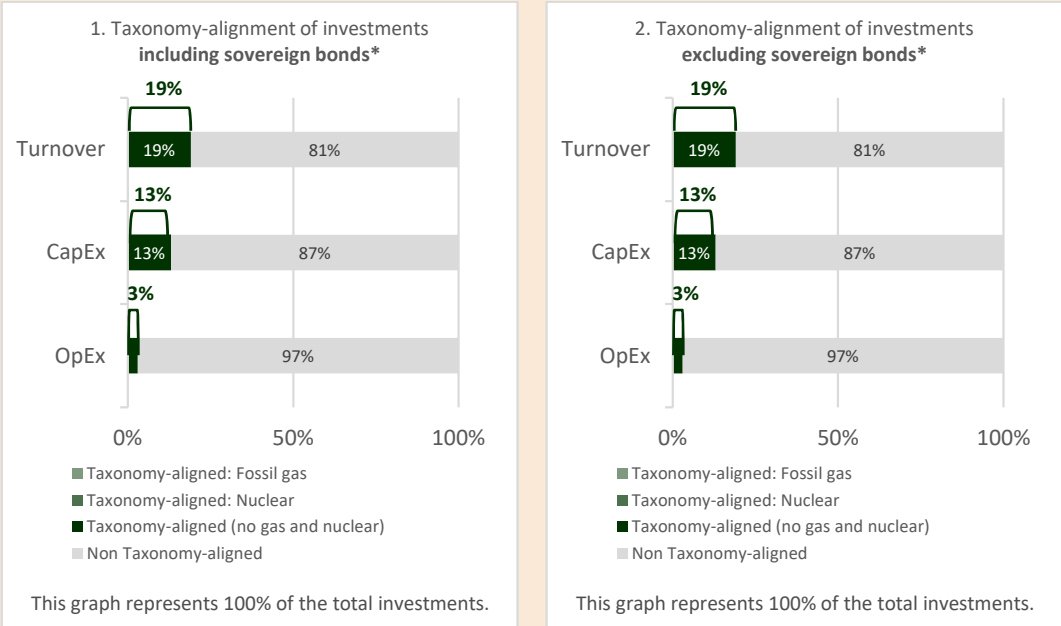 1. Taxonomy-alignment of investments
including sovereign bonds*
19%
Turnover
19%
81%
13%
CapEx
13%
87%
3%
OpEx
97%
0%
50%
100%
Taxonomy-aligned: Fossil gas
Taxonomy-aligned: Nuclear
Taxonomy-aligned (no gas and nuclear)
Non Taxonomy-aligned
This graph represents 100% of the total investments.
2. Taxonomy-alignment of investments
excluding sovereign bonds*
19%
Turnover
19%
81%
13%
CapEx
13%
87%
3%
OpEx
97%
0%
50%
100%
Taxonomy-aligned: Fossil gas
Taxonomy-aligned: Nuclear
Taxonomy-aligned (no gas and nuclear)
Non Taxonomy-aligned
This graph represents 100% of the total investments.